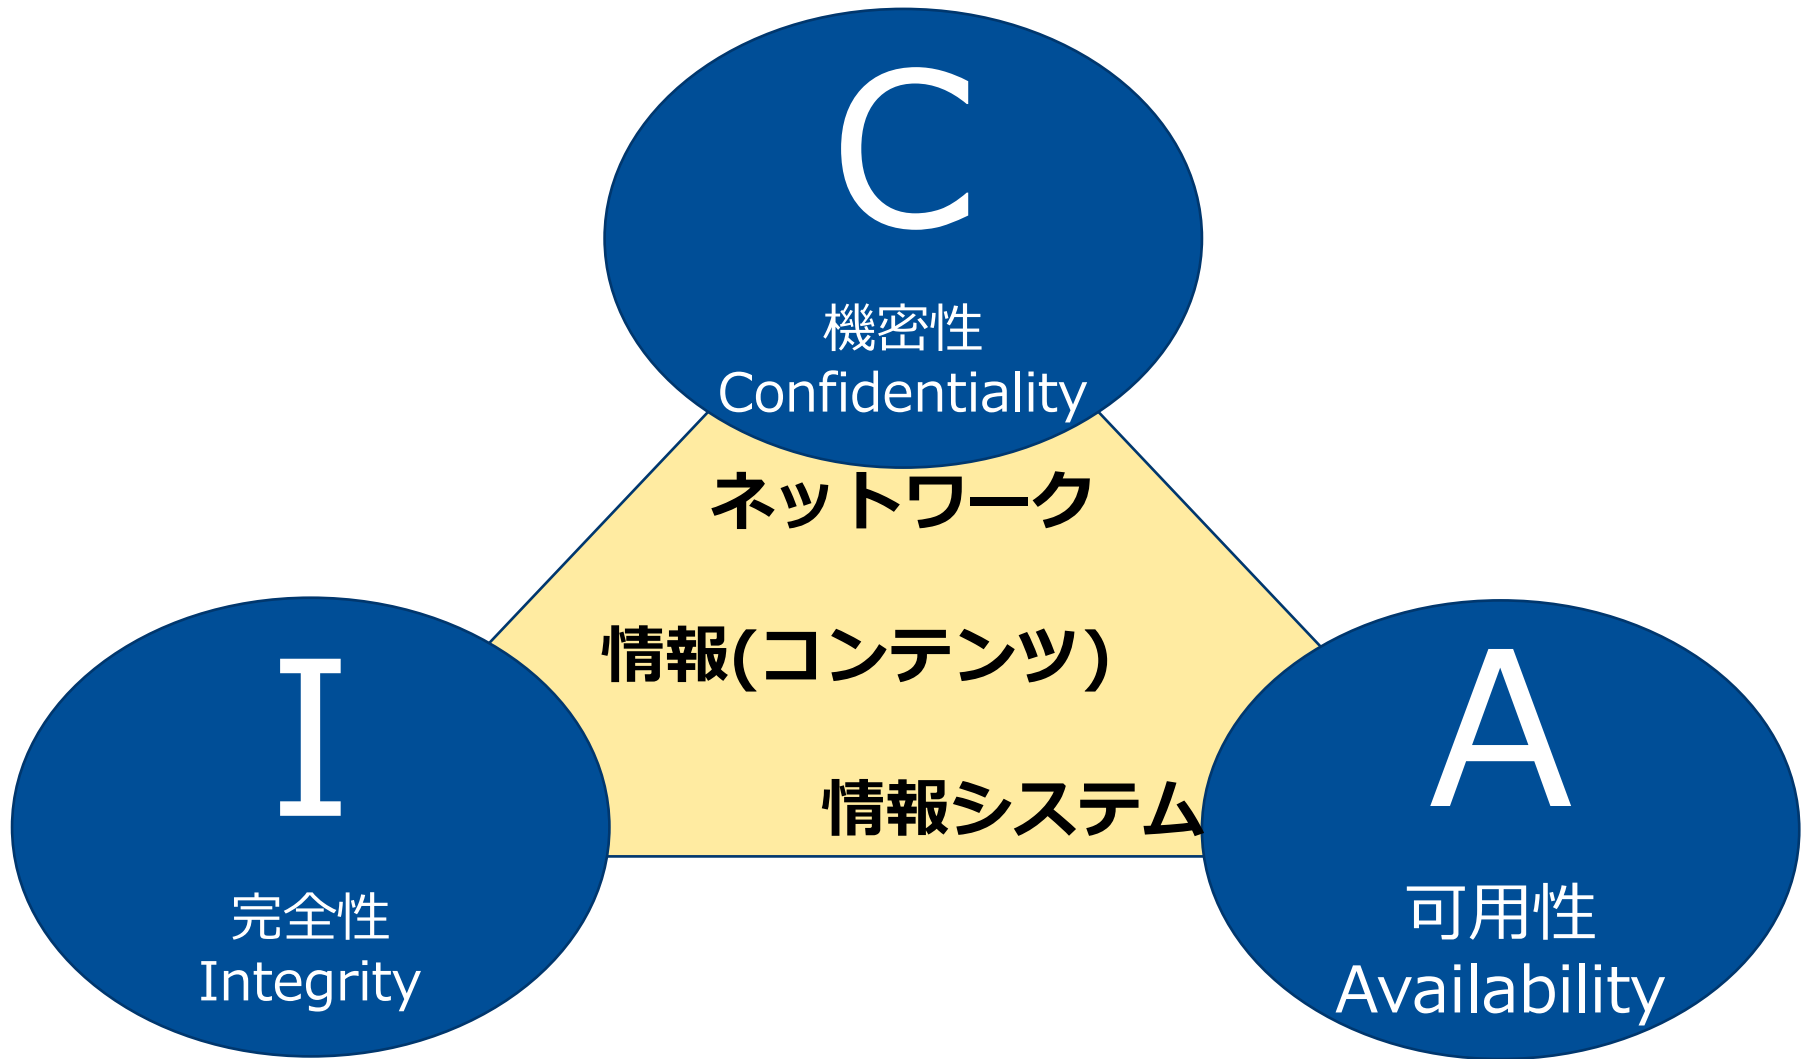 C
機密性
Confidentiality
ネットワーク
情報(コンテンツ)
情報システム
I
完全性
Integrity
A
可用性
Availability